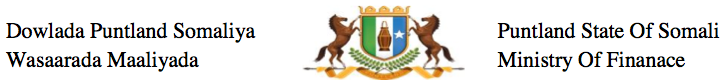 Dowlada Puntland Somaliya
Wasaarada Maaliyada
Puntland State Of Somali
Ministry Of Finanace